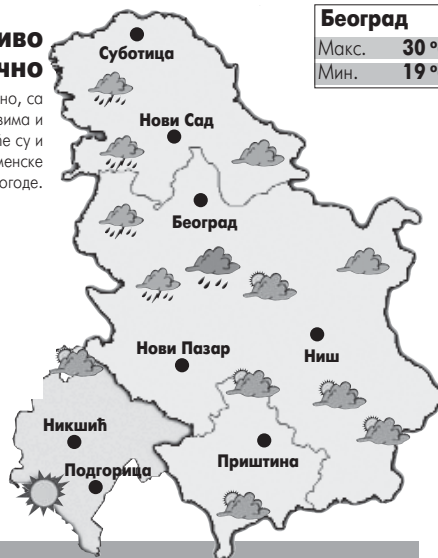 иво
чно
но, са
вима и
ће су и
менске
огоде.
Београд
Макс. 30°
Мин. 19°
Суботица
Нови Сад
Београд
Нови Пазар
Ниш
Никшић
Подгорица
Приштина